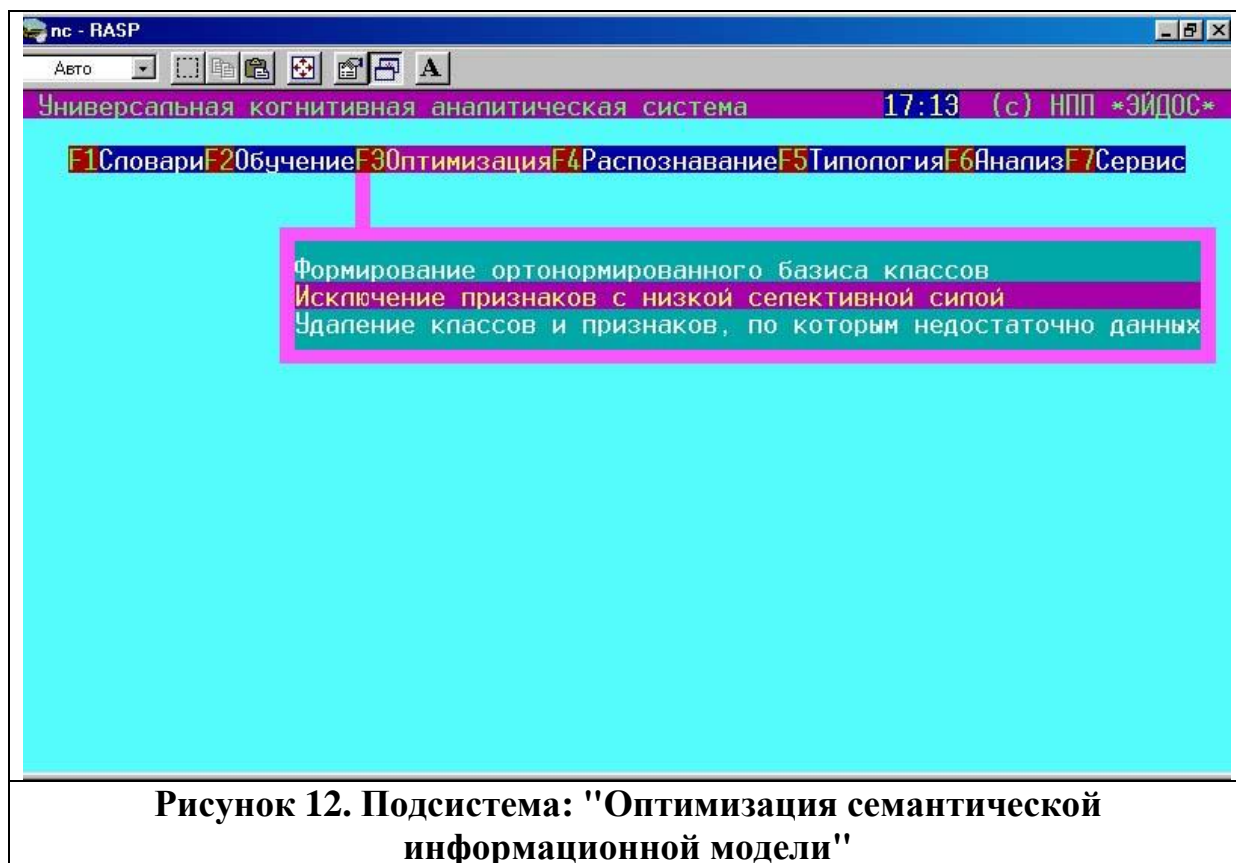 nc - RASP
Авто A
Универсальная когнитивная аналитическая система 17:13 (c) НПП *ЭЙДОС*
F1Словари F2Обучение F3Оптимизация F4Распознавание F5Типология F6Анализ F7Сервис
Формирование ортонормированного базиса классов
Исключение признаков с низкой селективной силой
Удаление классов и признаков, по которым недостаточно данных
Рисунок 12. Подсистема: "Оптимизация семантической
информационной модели"